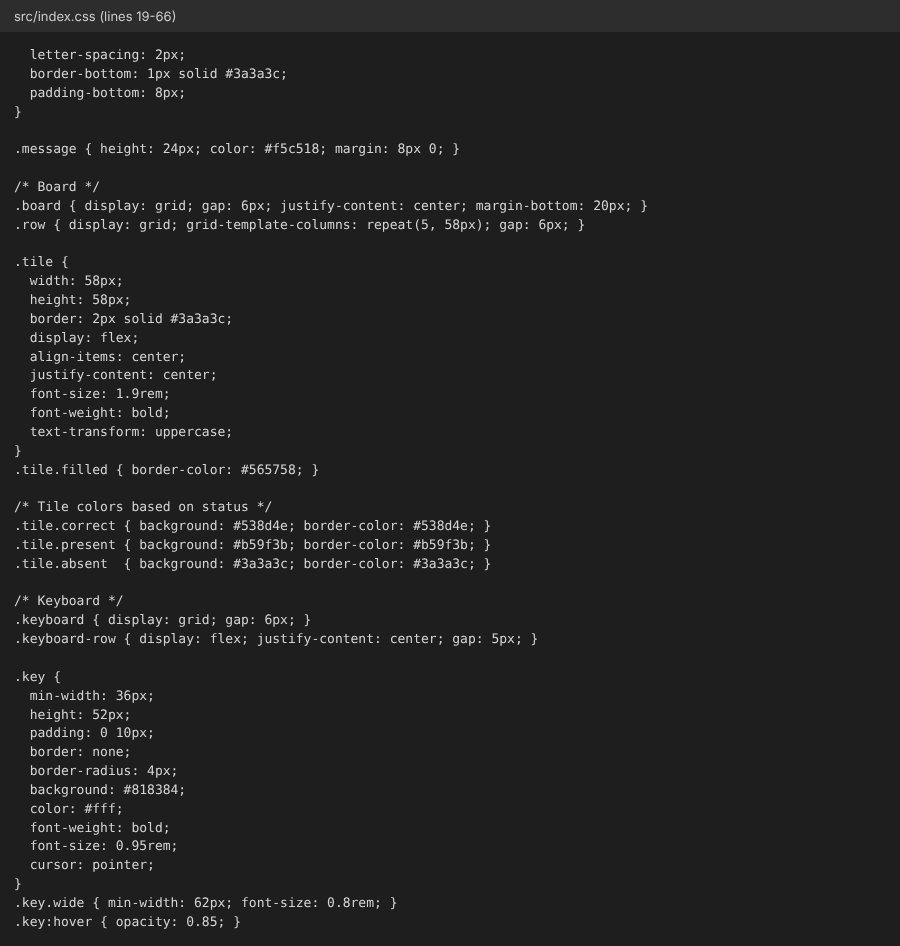 src/index.css (lines 19-66)
  letter-spacing: 2px;
  border-bottom: 1px solid #3a3a3c;
  padding-bottom: 8px;
}

.message { height: 24px; color: #f5c518; margin: 8px 0; }

/* Board */
.board { display: grid; gap: 6px; justify-content: center; margin-bottom: 20px; }
.row { display: grid; grid-template-columns: repeat(5, 58px); gap: 6px; }

.tile {
  width: 58px;
  height: 58px;
  border: 2px solid #3a3a3c;
  display: flex;
  align-items: center;
  justify-content: center;
  font-size: 1.9rem;
  font-weight: bold;
  text-transform: uppercase;
}
.tile.filled { border-color: #565758; }

/* Tile colors based on status */
.tile.correct { background: #538d4e; border-color: #538d4e; }
.tile.present { background: #b59f3b; border-color: #b59f3b; }
.tile.absent  { background: #3a3a3c; border-color: #3a3a3c; }

/* Keyboard */
.keyboard { display: grid; gap: 6px; }
.keyboard-row { display: flex; justify-content: center; gap: 5px; }

.key {
  min-width: 36px;
  height: 52px;
  padding: 0 10px;
  border: none;
  border-radius: 4px;
  background: #818384;
  color: #fff;
  font-weight: bold;
  font-size: 0.95rem;
  cursor: pointer;
}
.key.wide { min-width: 62px; font-size: 0.8rem; }
.key:hover { opacity: 0.85; }